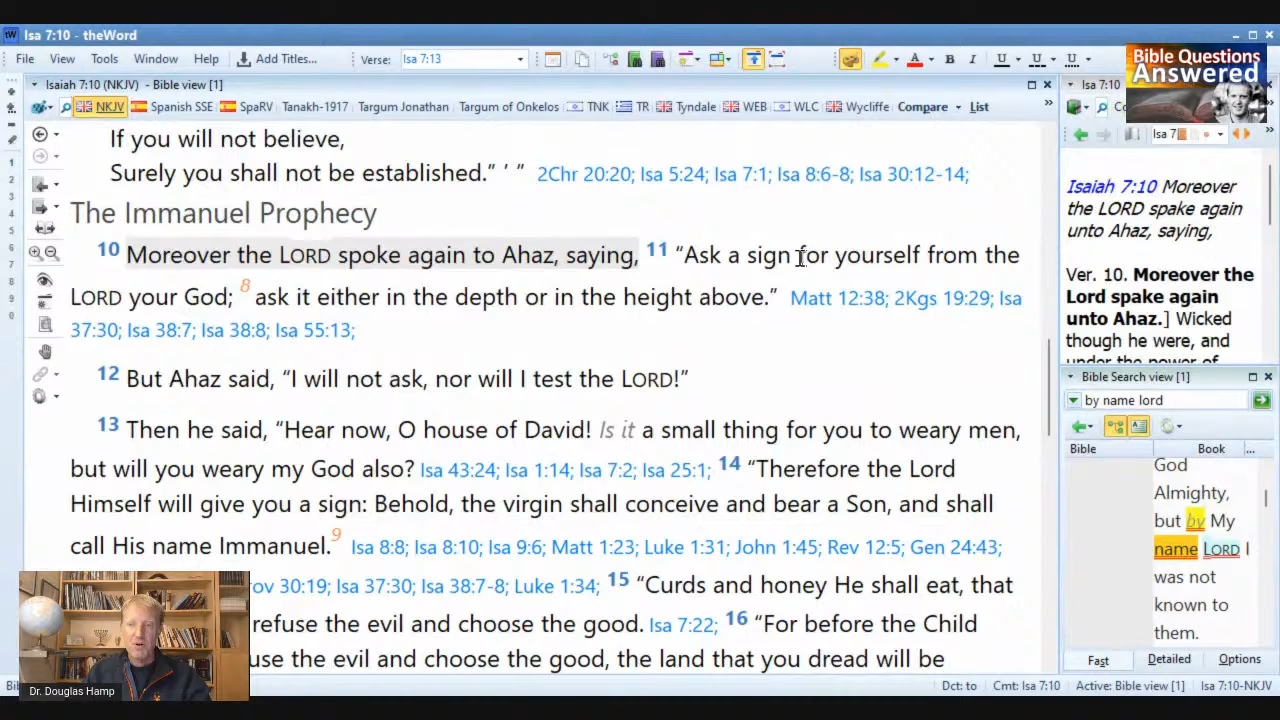 Isa 7:10 - theWord
File View Tools Window Help Add Titles... Verse: Isa 7:13
Bible Questions
Answered
Isaiah 7:10 (NKJV) - Bible view [1]
NKJV Spanish SSE SpaRV Tanakh-1917 Targum Jonathan Targum of Onkelos TNK TR Tyndale WEB WLC Wycliffe Compare List
If you will not believe,
Surely you shall not be established.” ’ ” 2Chr 20:20; Isa 5:24; Isa 7:1; Isa 8:6-8; Isa 30:12-14;
The Immanuel Prophecy
10 Moreover the LORD spoke again to Ahaz, saying, 11 “Ask a sign for yourself from the
LORD your God; 8 ask it either in the depth or in the height above.” Matt 12:38; 2Kgs 19:29; Isa
37:30; Isa 38:7; Isa 38:8; Isa 55:13;
12 But Ahaz said, “I will not ask, nor will I test the LORD!”
13 Then he said, “Hear now, O house of David! Is it a small thing for you to weary men,
but will you weary my God also? Isa 43:24; Isa 1:14; Isa 7:2; Isa 25:1; 14 “Therefore the Lord
Himself will give you a sign: Behold, the virgin shall conceive and bear a Son, and shall
call His name Immanuel. 9 Isa 8:8; Isa 8:10; Isa 9:6; Matt 1:23; Luke 1:31; John 1:45; Rev 12:5; Gen 24:43;
30:19; Isa 37:30; Isa 38:7-8; Luke 1:34; 15 “Curds and honey He shall eat, that
refuse the evil and choose the good. Isa 7:22; 16 “For before the Child
the evil and choose the good, the land that you dread will be
1
2
3
4
5
6
7
8
9
0
Isa 7:10
Isa 7
Isaiah 7:10 Moreover
the LORD spoke again
unto Ahaz, saying,
Ver. 10. Moreover the
Lord spake again
unto Ahaz.] Wicked
though he were, and
under the power of
Bible Search view [1]
by name lord
Bible Book ...
God
Almighty,
but by My
name LORD I
was not
known to
them.
Fast Detailed Options
Dr. Douglas Hamp
Dct: to Cmt: Isa 7:10 Active: Bible view [1] Isa 7:10-NKJV